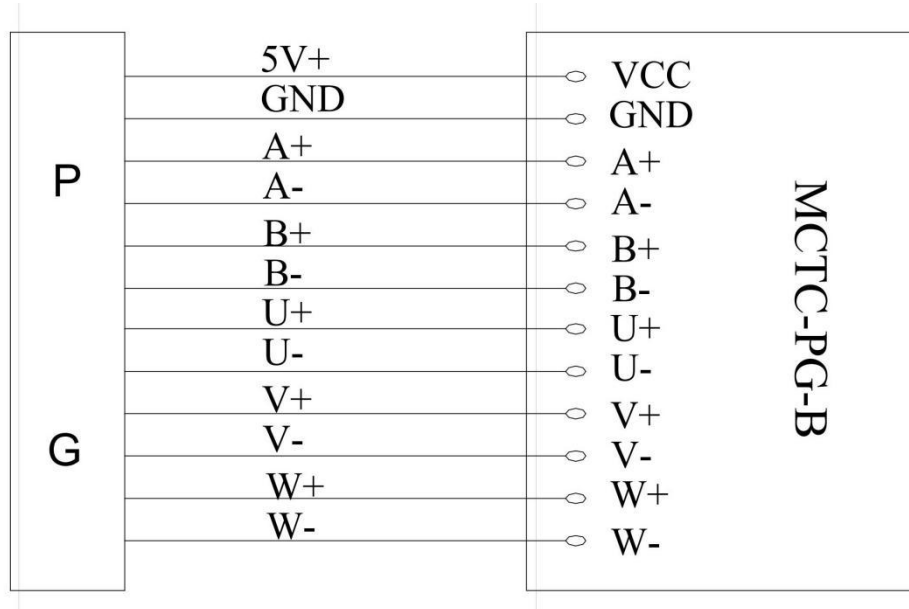 5V+ VCC
GND GND
A+ A+
P
A- A-
B+ B+
B- B-
U+ U+
U- U-
V+ V+
G
V- V-
W+ W+
W- W-
MCTC-PG-B